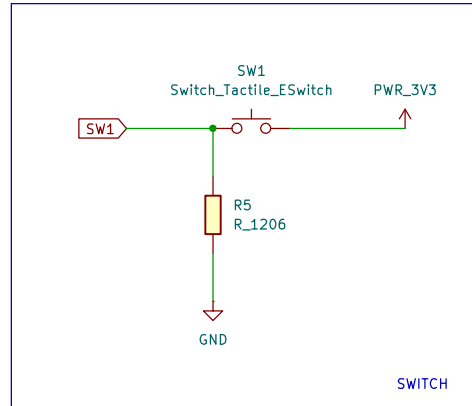 SW1
Switch_Tactile_ESwitch
PWR_3V3
SW1
R5
R_1206
GND
SWITCH